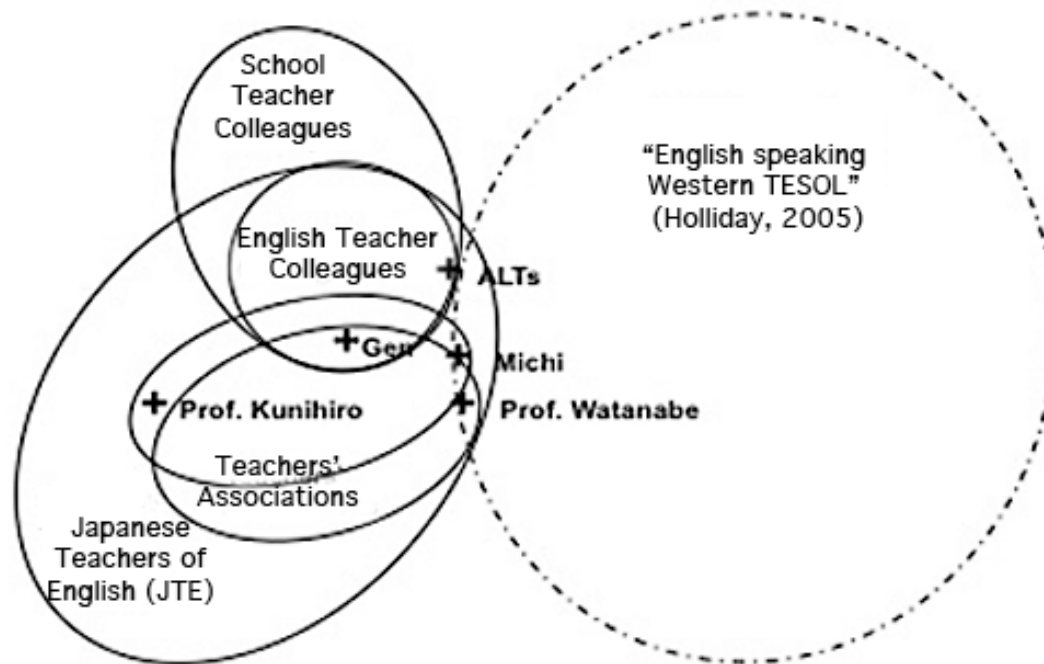 School
Teacher
Colleagues
"English speaking
Western TESOL"
(Holliday, 2005)
English Teacher
Colleagues
ALTs
Gen
Michi
Prof. Kunihiro
Prof. Watanabe
Teachers'
Associations
Japanese
Teachers of
English (JTE)